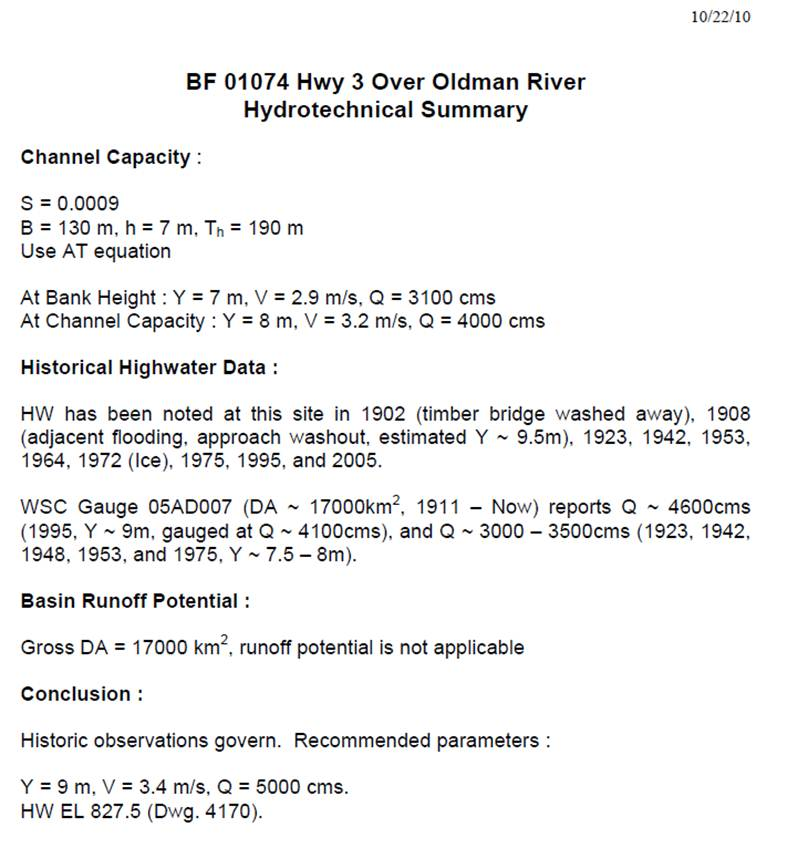 10/22/10
BF 01074 Hwy 3 Over Oldman River
Hydrotechnical Summary
Channel Capacity :
S = 0.0009
B = 130 m, h = 7 m, Th = 190 m
Use AT equation
At Bank Height : Y = 7 m, V = 2.9 m/s, Q = 3100 cms
At Channel Capacity : Y = 8 m, V = 3.2 m/s, Q = 4000 cms
Historical Highwater Data :
HW has been noted at this site in 1902 (timber bridge washed away), 1908
(adjacent flooding, approach washout, estimated Y ~ 9.5m), 1923, 1942, 1953,
1964, 1972 (Ice), 1975, 1995, and 2005.
WSC Gauge 05AD007 (DA ~ 17000km², 1911 – Now) reports Q ~ 4600cms
(1995, Y ~ 9m, gauged at Q ~ 4100cms), and Q ~ 3000 – 3500cms (1923, 1942,
1948, 1953, and 1975, Y ~ 7.5 – 8m).
Basin Runoff Potential :
Gross DA = 17000 km², runoff potential is not applicable
Conclusion :
Historic observations govern. Recommended parameters :
Y = 9 m, V = 3.4 m/s, Q = 5000 cms.
HW EL 827.5 (Dwg. 4170).